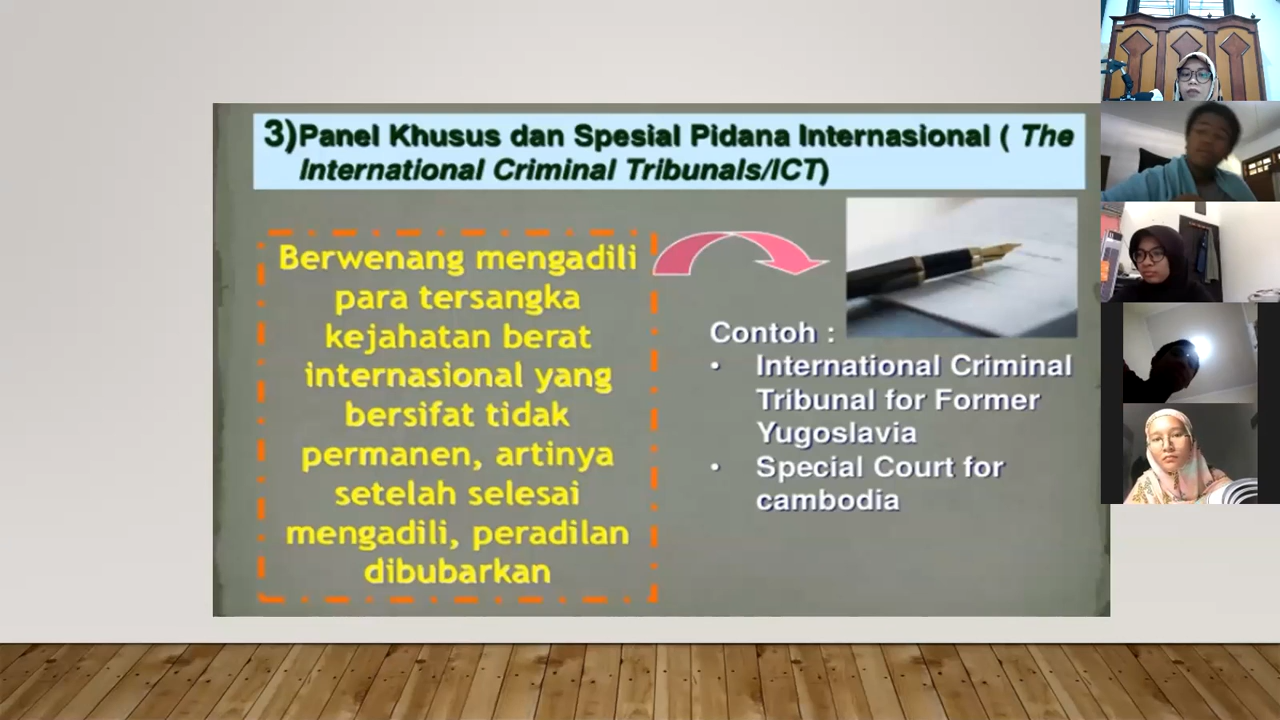 3)Panel Khusus dan Spesial Pidana Internasional ( The
International Criminal Tribunals/ICT)
Berwenang mengadili
para tersangka
kejahatan berat
internasional yang
bersifat tidak
permanen, artinya
setelah selesai
mengadili, peradilan
dibubarkan
Contoh :
• International Criminal
Tribunal for Former
Yugoslavia
• Special Court for
cambodia